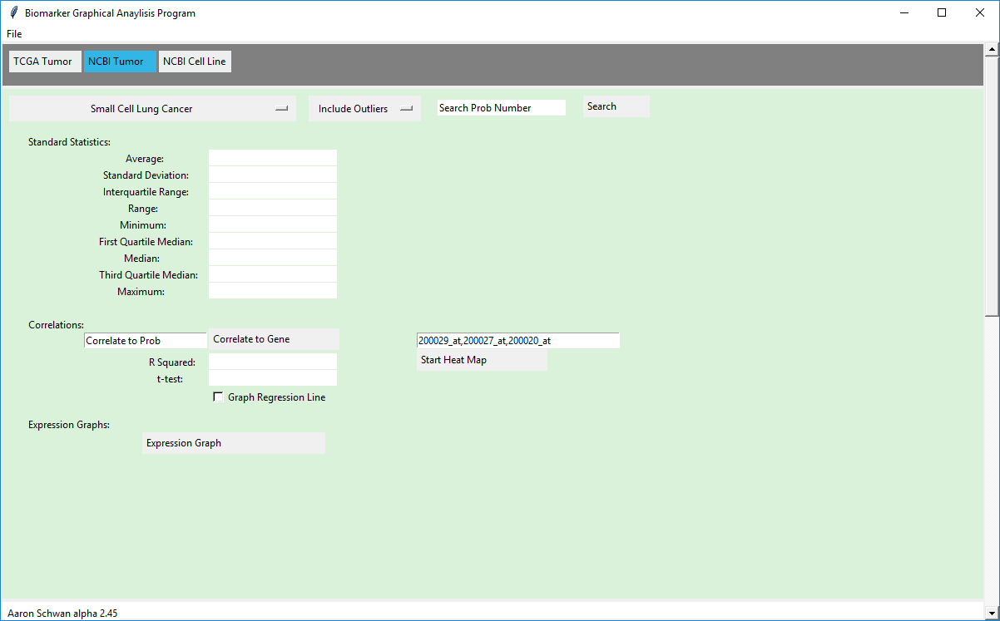 Biomarker Graphical Anaylisis Program
File
TCGA Tumor NCBI Tumor NCBI Cell Line
Small Cell Lung Cancer Include Outliers Search Prob Number Search
Standard Statistics:
Average:
Standard Deviation:
Interquartile Range:
Range:
Minimum:
First Quartile Median:
Median:
Third Quartile Median:
Maximum:
Correlations:
Correlate to Prob Correlate to Gene 200029_at,200027_at,200020_at
Start Heat Map
R Squared:
t-test:
Graph Regression Line
Expression Graphs:
Expression Graph
Aaron Schwan alpha 2.45